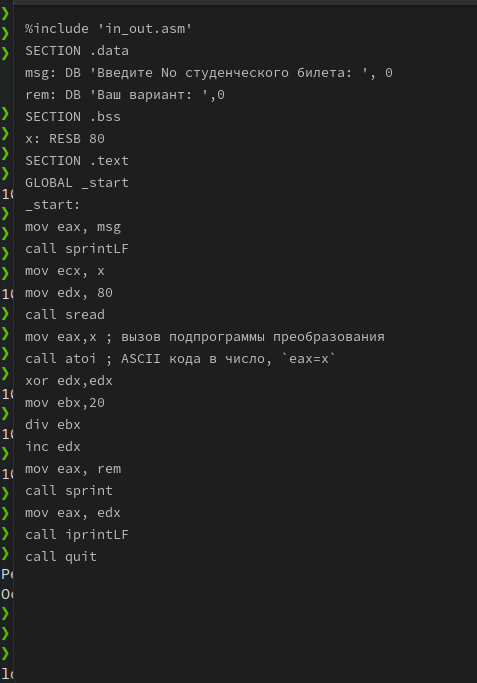 %include 'in_out.asm'
SECTION .data
msg: DB 'Введите No студенческого билета: ', 0
rem: DB 'Ваш вариант: ',0
SECTION .bss
x: RESB 80
SECTION .text
GLOBAL _start
_start:
mov eax, msg
call sprintLF
mov ecx, x
mov edx, 80
call sread
mov eax,x ; вызов подпрограммы преобразования
call atoi ; ASCII кода в число, `eax=x`
xor edx,edx
mov ebx,20
div ebx
inc edx
mov eax, rem
call sprint
mov eax, edx
call iprintLF
call quit